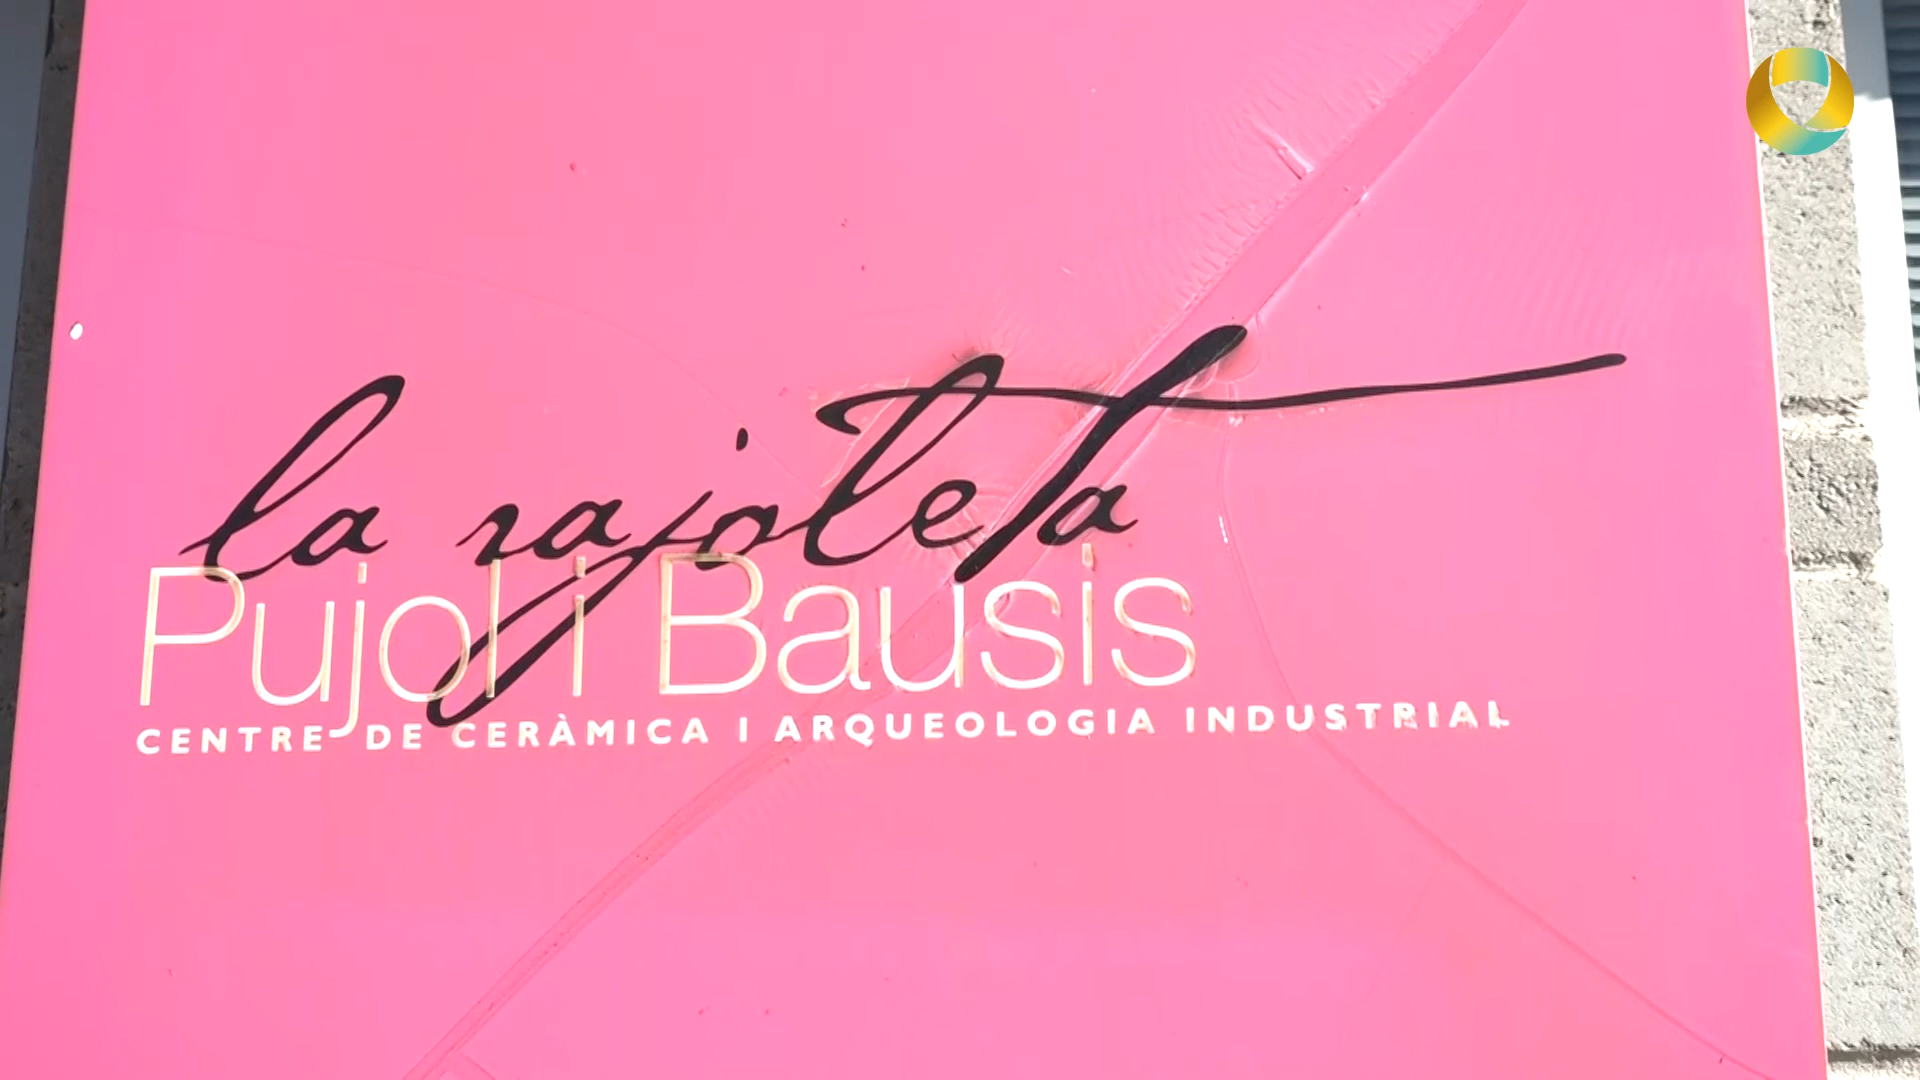 la rajoleta
Pujol i Bausis
CENTRE DE CERÀMICA I ARQUEOLOGIA INDUSTRIAL